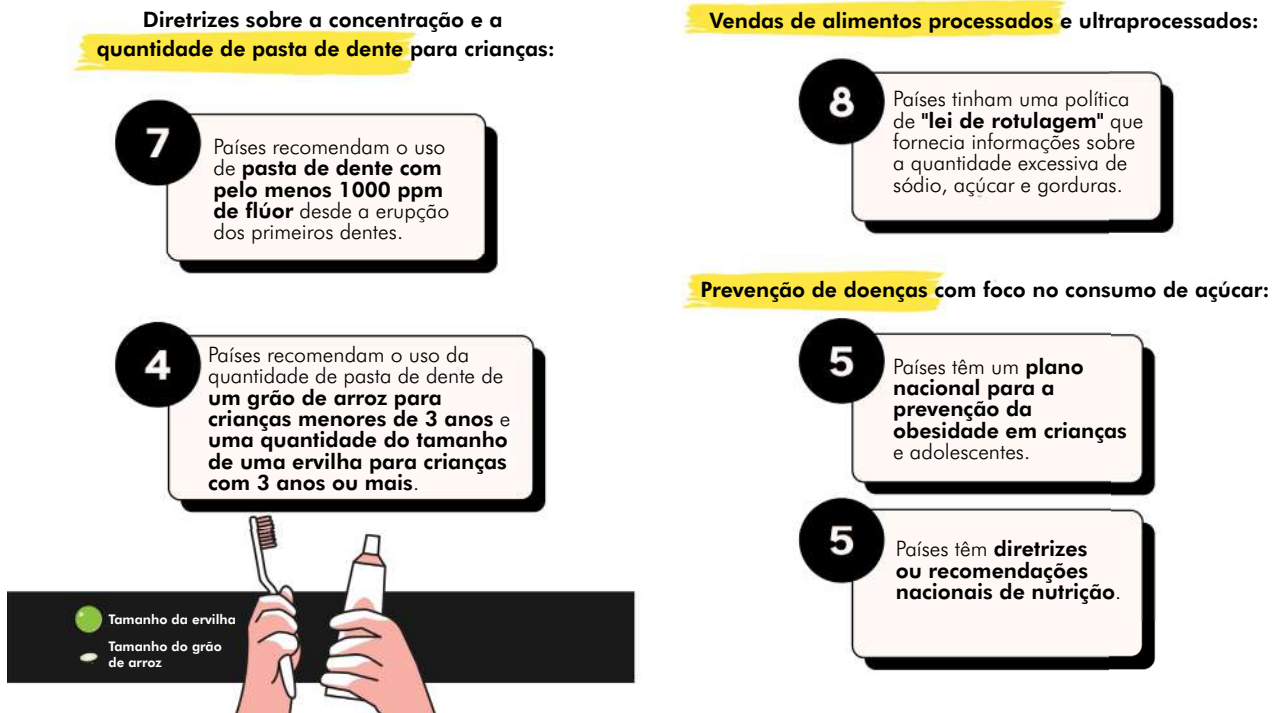 Diretrizes sobre a concentração e a
quantidade de pasta de dente para crianças:
7
Países recomendam o uso
de pasta de dente com
pelo menos 1000 ppm
de flúor desde a erupção
dos primeiros dentes.
4
Países recomendam o uso da
quantidade de pasta de dente de
um grão de arroz para
crianças menores de 3 anos e
uma quantidade do tamanho
de uma ervilha para crianças
com 3 anos ou mais.
Tamanho da ervilha
Tamanho do grão
de arroz
Vendas de alimentos processados e ultraprocessados:
8
Países tinham uma política
de "lei de rotulagem" que
fornecia informações sobre
a quantidade excessiva de
sódio, açúcar e gorduras.
Prevenção de doenças com foco no consumo de açúcar:
5
Países têm um plano
nacional para a
prevenção da
obesidade em crianças
e adolescentes.
5
Países têm diretrizes
ou recomendações
nacionais de nutrição.